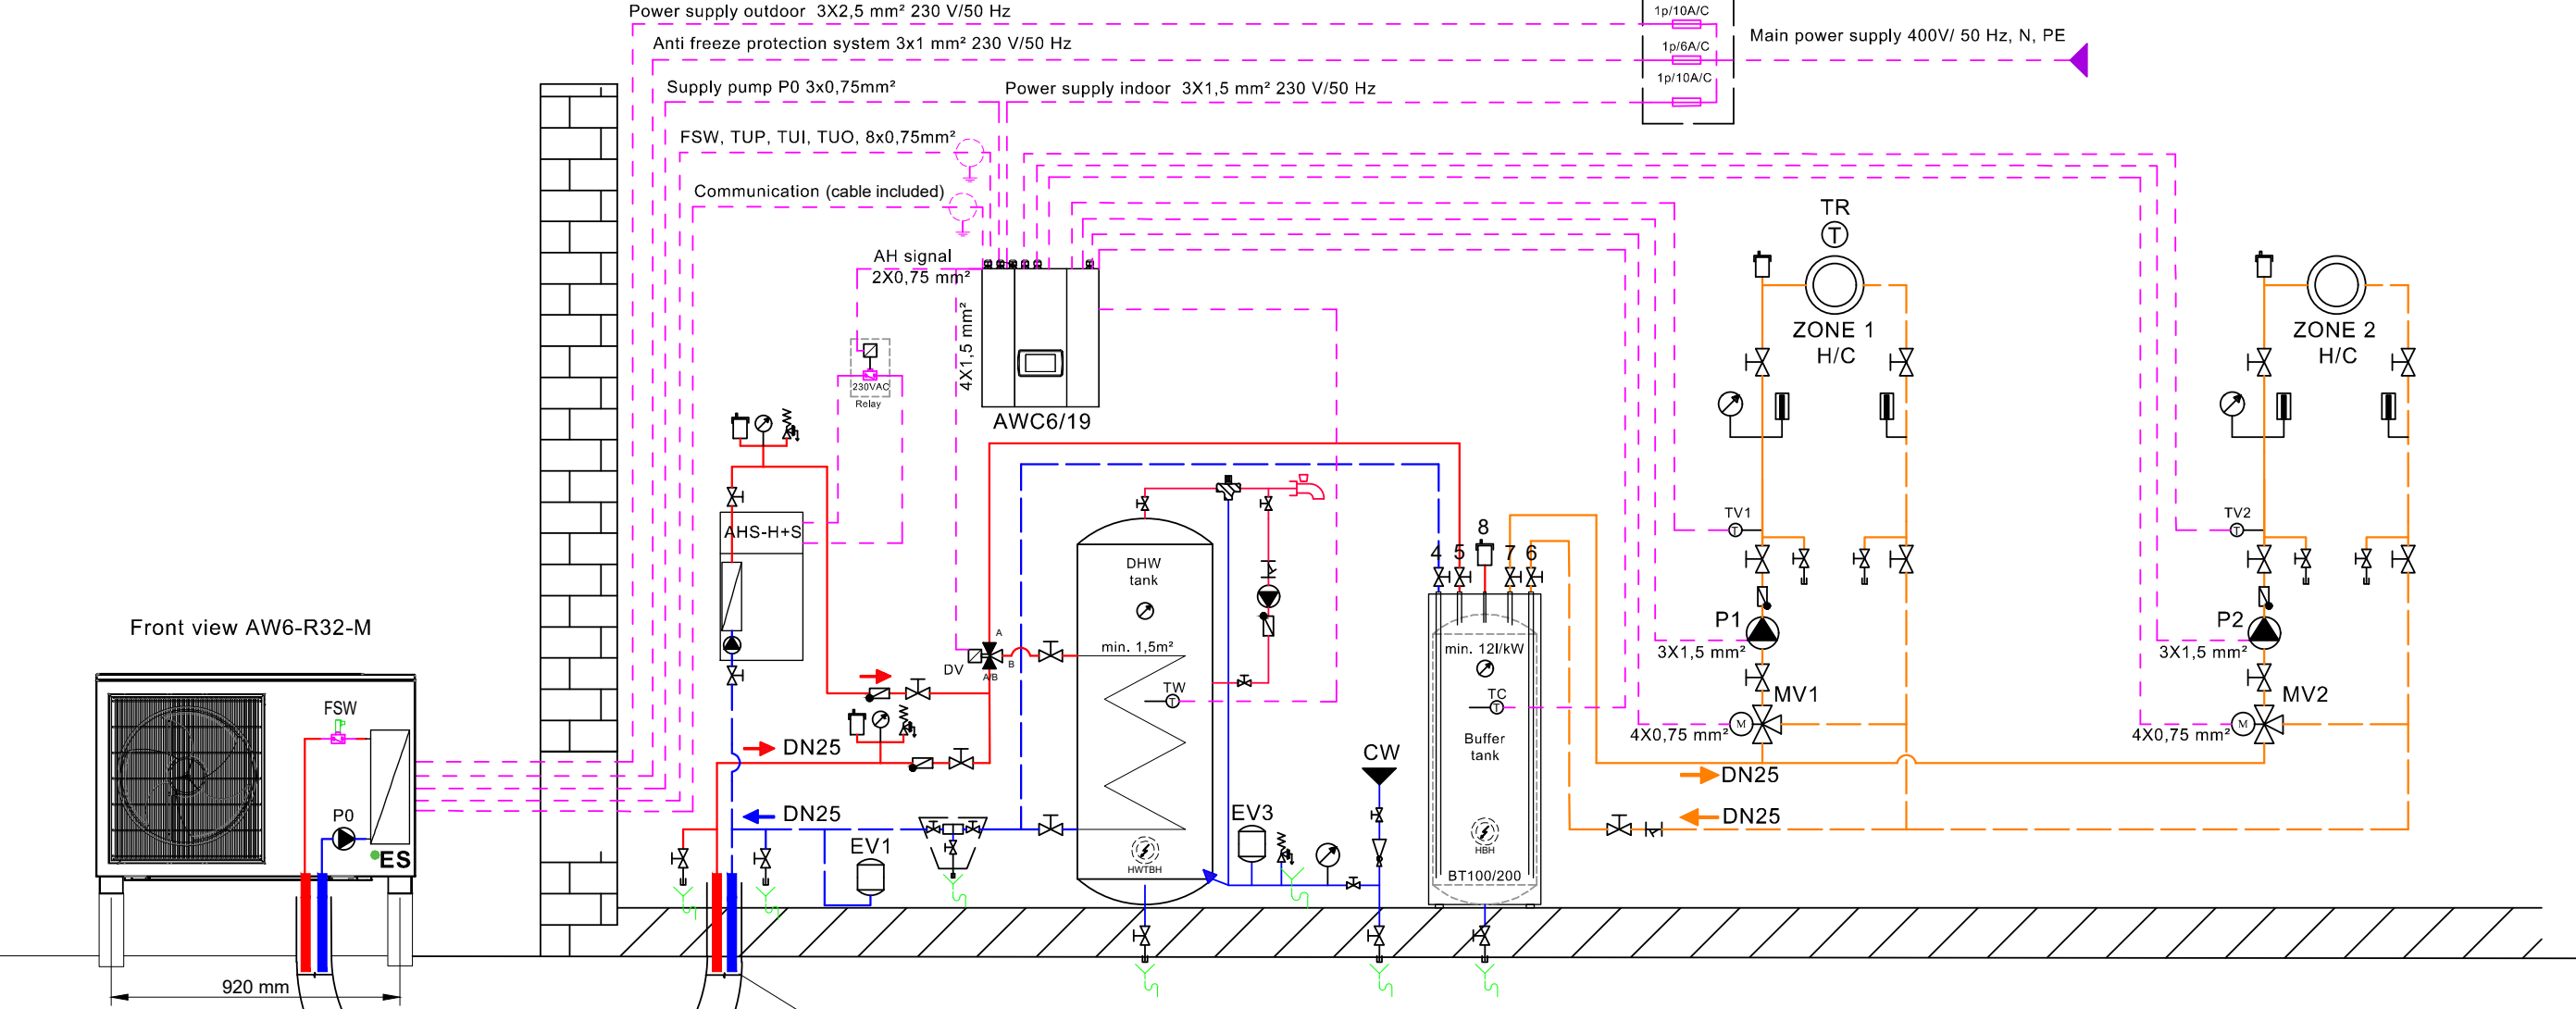 Power supply outdoor 3X2,5 mm² 230 V/50 Hz
1p/10A/C
Anti freeze protection system 3x1 mm² 230 V/50 Hz
1p/6A/C
Main power supply 400V/ 50 Hz, N, PE
Supply pump P0 3x0,75mm²
Power supply indoor 3X1,5 mm² 230 V/50 Hz
1p/10A/C
FSW, TUP, TUI, TUO, 8x0,75mm²
Communication (cable included)
TR
T
AH signal
2X0,75 mm²
4X1,5 mm²
ZONE 1
H/C
ZONE 2
H/C
230VAC
Relay
AWC6/19
AHS-H+S
TV1
T
TV2
T
8
4
5
7
6
DHW
tank
Front view AW6-R32-M
P1
P2
3X1,5 mm²
3X1,5 mm²
A
B
A/B
DV
min. 1,5m²
min. 12l/kW
TW
T
TC
T
MV1
MV2
M
M
4X0,75 mm²
4X0,75 mm²
FSW
DN25
Buffer
tank
CW
DN25
P0
DN25
EV3
DN25
ES
EV1
HWTBH
HBH
BT100/200
920 mm